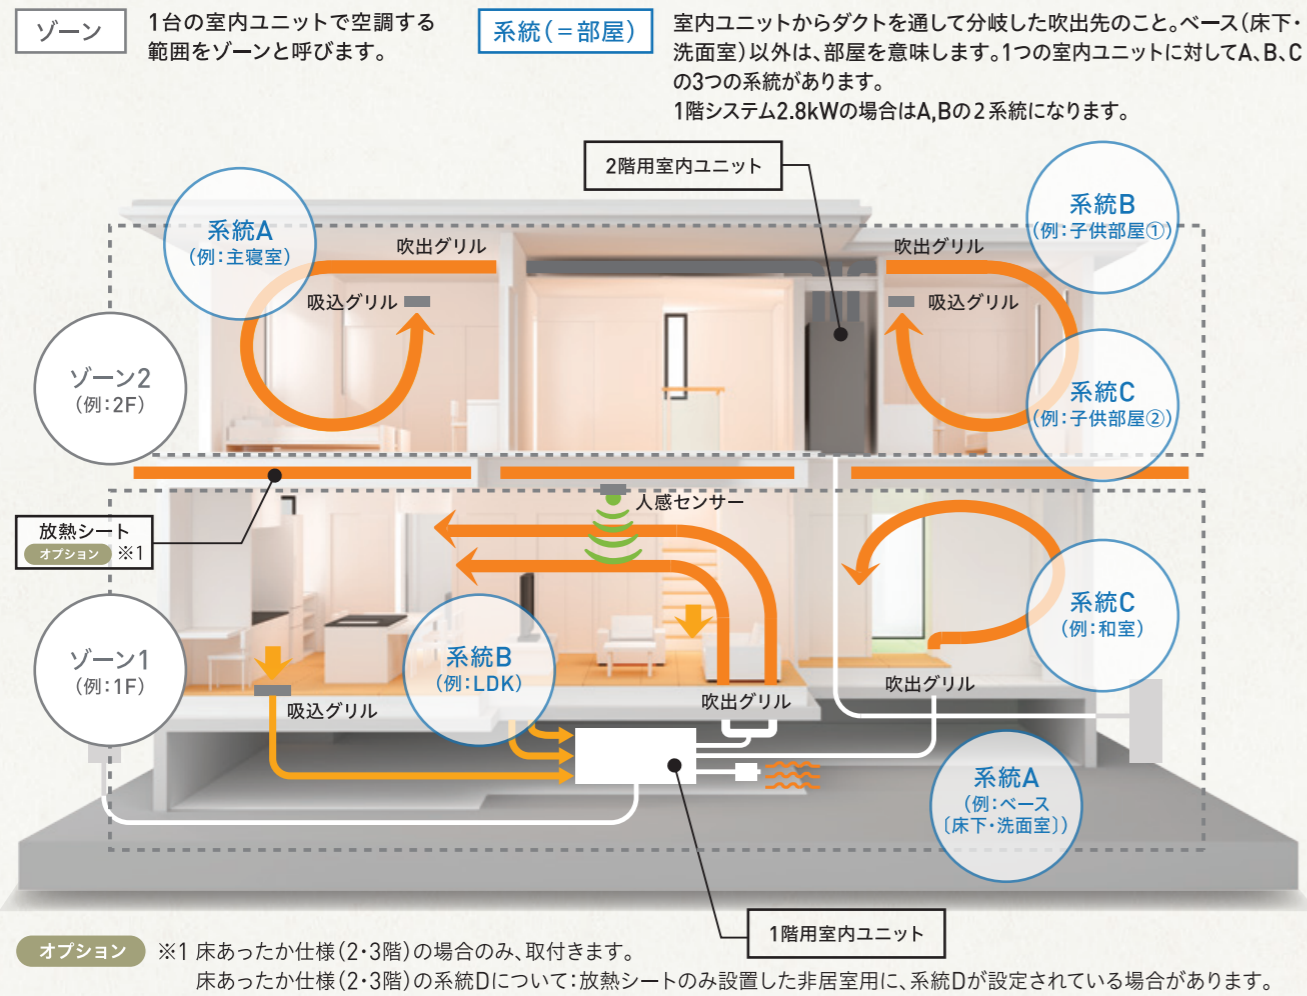 ゾーン
1台の室内ユニットで空調する
範囲をゾーンと呼びます。
系統(=部屋)
室内ユニットからダクトを通して分岐した吹出先のこと。ベース(床下・
洗面室)以外は、部屋を意味します。1つの室内ユニットに対してA、B、C
の3つの系統があります。
1階システム2.8kWの場合はA,Bの2系統になります。
2階用室内ユニット
系統A
(例:主寝室)
吹出グリル
吸込グリル
吹出グリル
吸込グリル
系統B
(例:子供部屋①)
ゾーン2
(例:2F)
系統C
(例:子供部屋②)
放熱シート
オプション ※1
人感センサー
ゾーン1
(例:1F)
吸込グリル
系統B
(例:LDK)
吹出グリル
吹出グリル
系統C
(例:和室)
系統A
(例:ベース
〔床下・洗面室〕)
1階用室内ユニット
オプション ※1 床あったか仕様(2・3階)の場合のみ、取付きます。
床あったか仕様(2・3階)の系統Dについて:放熱シートのみ設置した非居室用に、系統Dが設定されている場合があります。